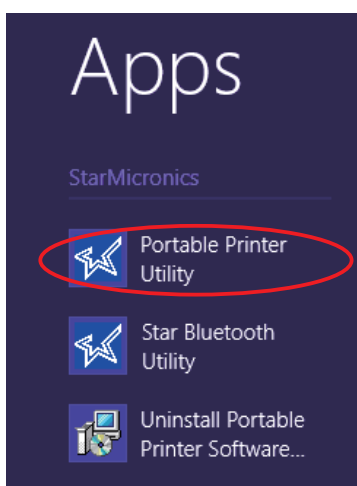 Apps
StarMicronics
Portable Printer
Utility
Star Bluetooth
Utility
Uninstall Portable
Printer Software...